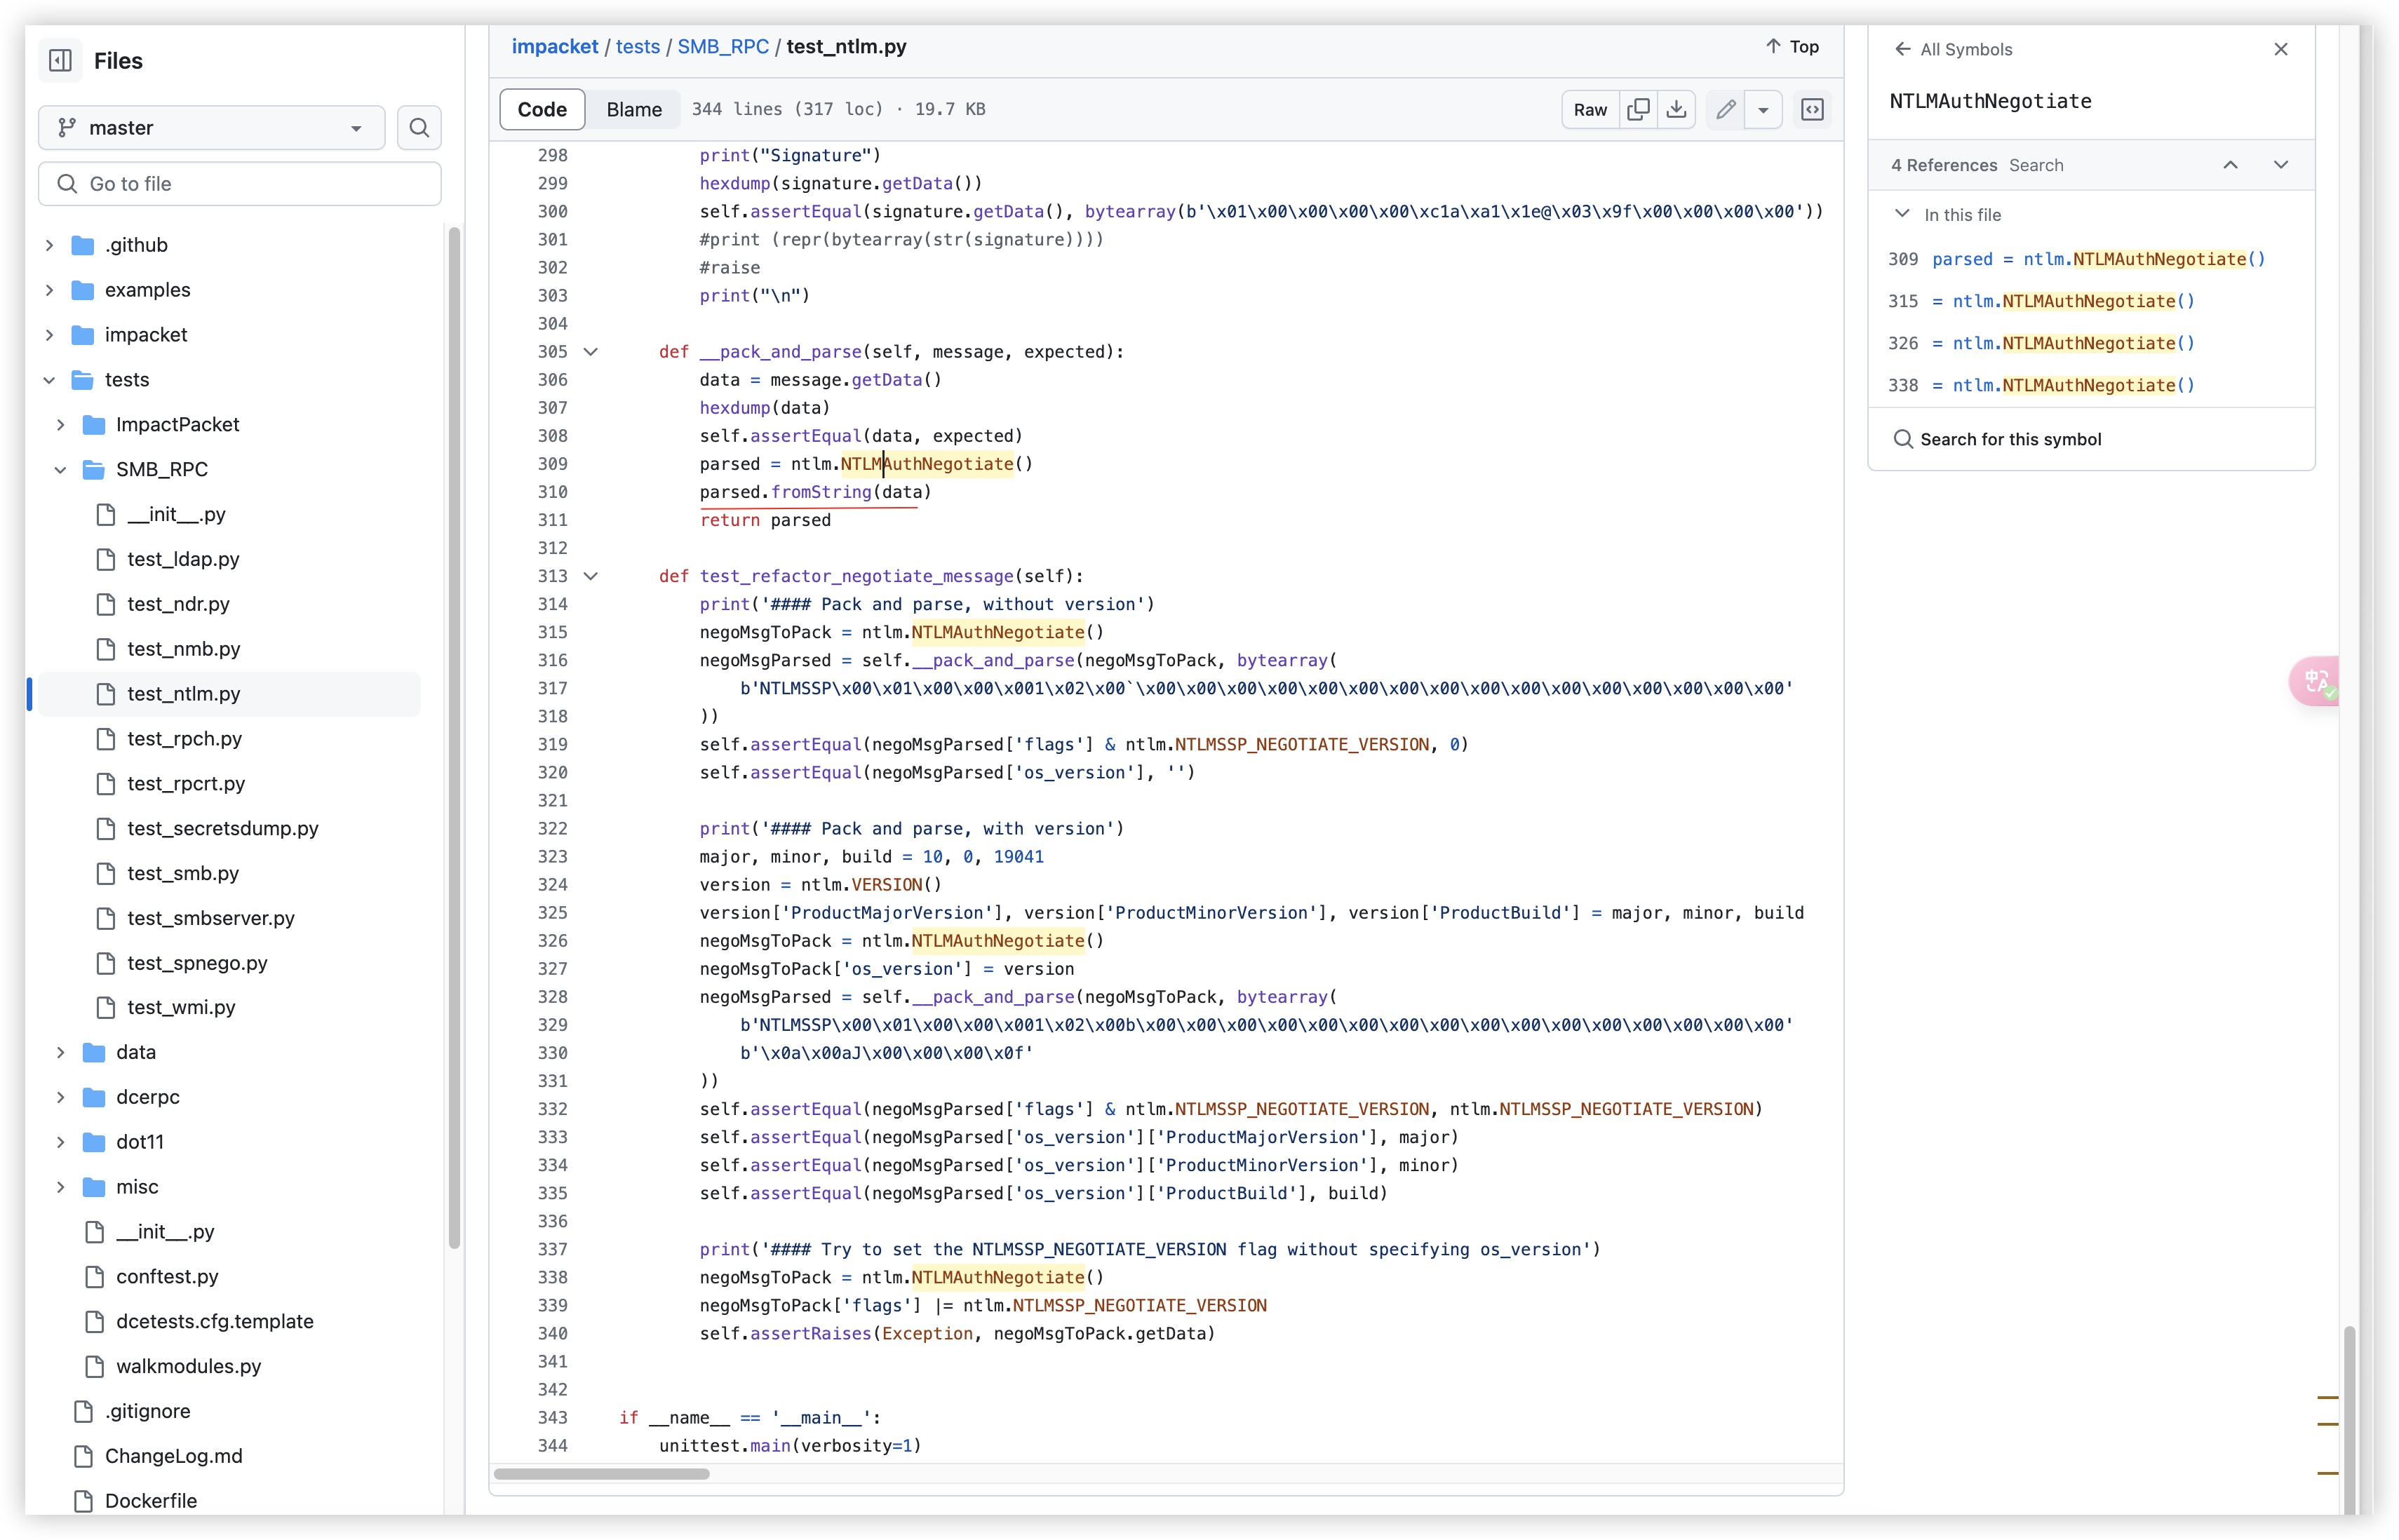 Files
master
Go to file
.github
examples
impacket
tests
ImpactPacket
SMB_RPC
__init__.py
test_ldap.py
test_ndr.py
test_nmb.py
test_ntlm.py
test_rpch.py
test_rpcrt.py
test_secretsdump.py
test_smb.py
test_smbserver.py
test_spnego.py
test_wmi.py
data
dcerpc
dot11
misc
__init__.py
conftest.py
dcetests.cfg.template
walkmodules.py
.gitignore
ChangeLog.md
Dockerfile
impacket / tests / SMB_RPC / test_ntlm.py
Top
Code Blame 344 lines (317 loc) · 19.7 KB
Raw
298 print("Signature")
299 hexdump(signature.getData())
300 self.assertEqual(signature.getData(), bytearray(b'\x01\x00\x00\x00\x00\xc1a\xa1\x1e@\x03\x9f\x00\x00\x00\x00'))
301 #print (repr(bytearray(str(signature))))
302 #raise
303 print("\n")
304
305 def __pack_and_parse(self, message, expected):
306 data = message.getData()
307 hexdump(data)
308 self.assertEqual(data, expected)
309 parsed = ntlm.NTLMAuthNegotiate()
310 parsed.fromString(data)
311 return parsed
312
313 def test_refactor_negotiate_message(self):
314 print('#### Pack and parse, without version')
315 negoMsgToPack = ntlm.NTLMAuthNegotiate()
316 negoMsgParsed = self.__pack_and_parse(negoMsgToPack, bytearray(
317 b'NTLMSSP\x00\x01\x00\x00\x001\x02\x00`\x00\x00\x00\x00\x00\x00\x00\x00\x00\x00\x00\x00\x00\x00\x00\x00'
318 ))
319 self.assertEqual(negoMsgParsed['flags'] & ntlm.NTLMSSP_NEGOTIATE_VERSION, 0)
320 self.assertEqual(negoMsgParsed['os_version'], '')
321
322 print('#### Pack and parse, with version')
323 major, minor, build = 10, 0, 19041
324 version = ntlm.VERSION()
325 version['ProductMajorVersion'], version['ProductMinorVersion'], version['ProductBuild'] = major, minor, build
326 negoMsgToPack = ntlm.NTLMAuthNegotiate()
327 negoMsgToPack['os_version'] = version
328 negoMsgParsed = self.__pack_and_parse(negoMsgToPack, bytearray(
329 b'NTLMSSP\x00\x01\x00\x00\x001\x02\x00b\x00\x00\x00\x00\x00\x00\x00\x00\x00\x00\x00\x00\x00\x00\x00\x00'
330 b'\x0a\x00aJ\x00\x00\x00\x0f'
331 ))
332 self.assertEqual(negoMsgParsed['flags'] & ntlm.NTLMSSP_NEGOTIATE_VERSION, ntlm.NTLMSSP_NEGOTIATE_VERSION)
333 self.assertEqual(negoMsgParsed['os_version']['ProductMajorVersion'], major)
334 self.assertEqual(negoMsgParsed['os_version']['ProductMinorVersion'], minor)
335 self.assertEqual(negoMsgParsed['os_version']['ProductBuild'], build)
336
337 print('#### Try to set the NTLMSSP_NEGOTIATE_VERSION flag without specifying os_version')
338 negoMsgToPack = ntlm.NTLMAuthNegotiate()
339 negoMsgToPack['flags'] |= ntlm.NTLMSSP_NEGOTIATE_VERSION
340 self.assertRaises(Exception, negoMsgToPack.getData)
341
342
343 if __name__ == '__main__':
344 unittest.main(verbosity=1)
All Symbols
NTLMAuthNegotiate
4 References Search
In this file
309 parsed = ntlm.NTLMAuthNegotiate()
315 = ntlm.NTLMAuthNegotiate()
326 = ntlm.NTLMAuthNegotiate()
338 = ntlm.NTLMAuthNegotiate()
Search for this symbol